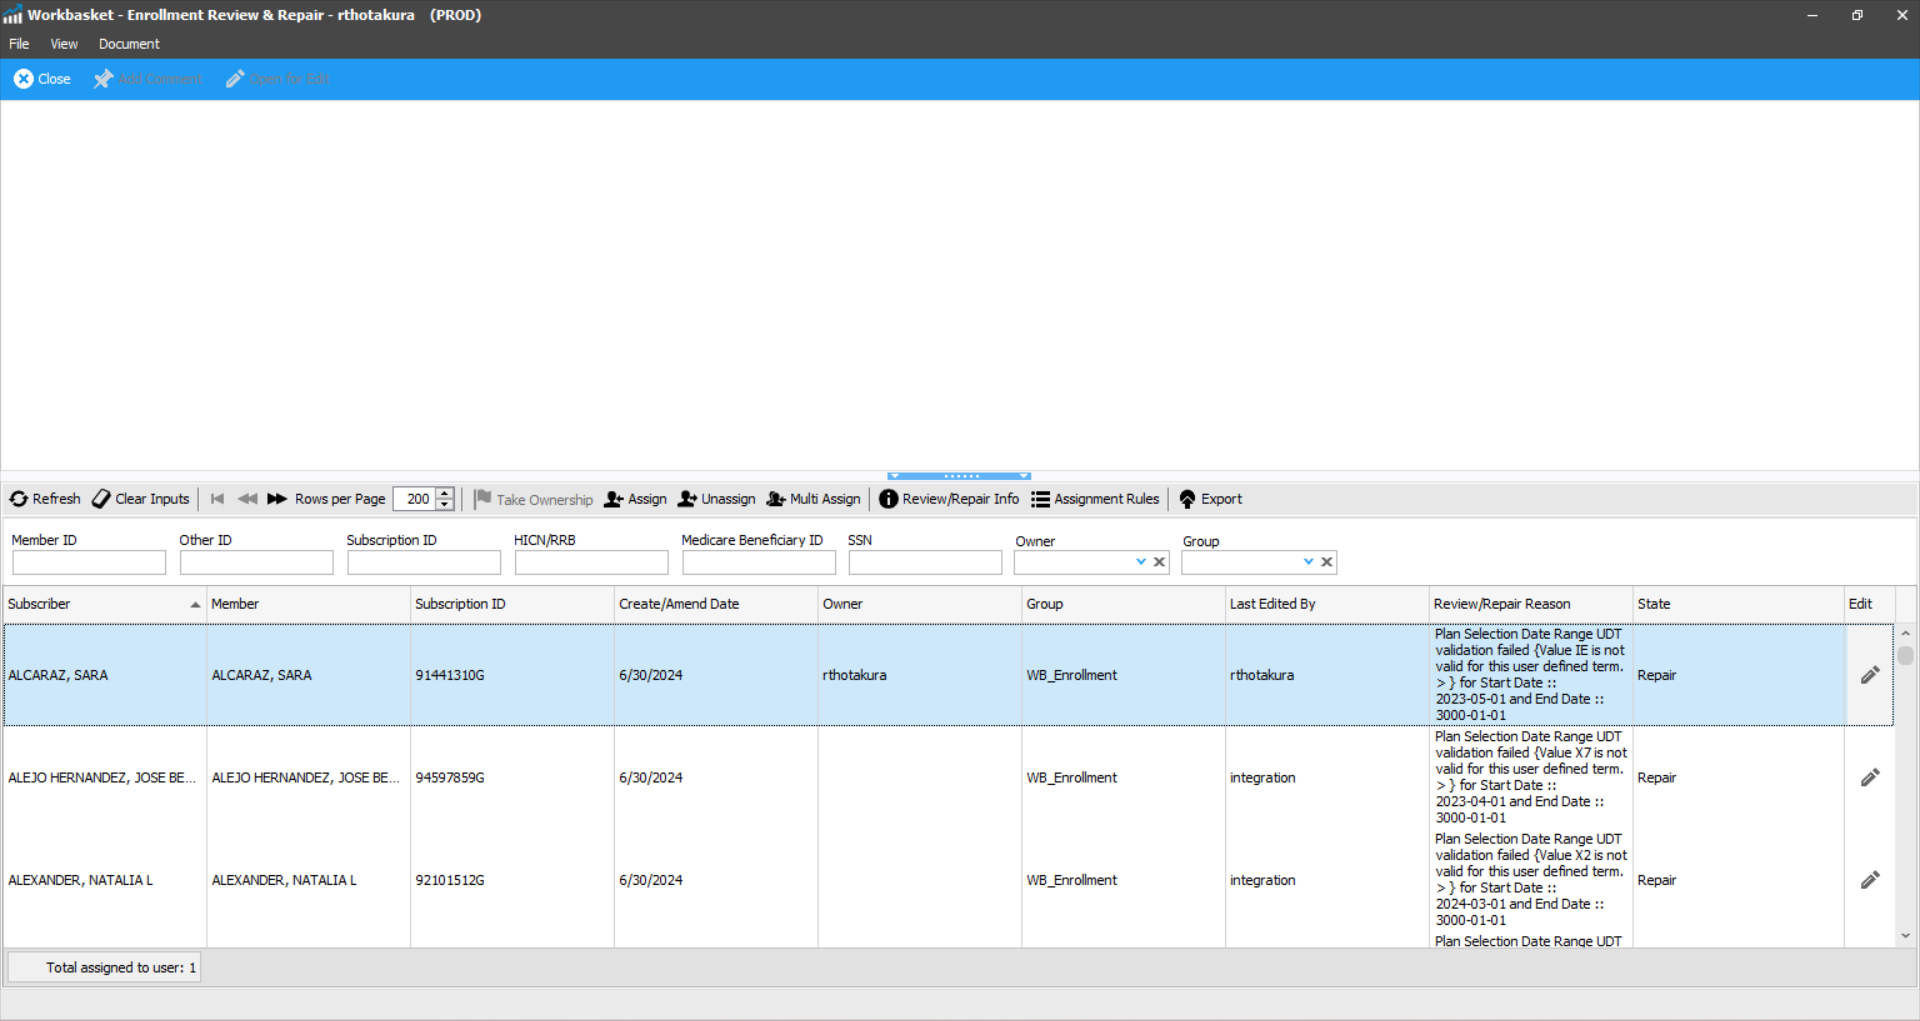 Workbasket - Enrollment Review & Repair - rthotakura (PROD)
File View Document
Close Add Comment Open for Edit
Refresh Clear Inputs Rows per Page 200 Take Ownership Assign Unassign Multi Assign Review/Repair Info Assignment Rules Export
Member ID Other ID Subscription ID HICN/RRB Medicare Beneficiary ID SSN Owner Group
Subscriber Member Subscription ID Create/Amend Date Owner Group Last Edited By Review/Repair Reason State Edit
ALCARAZ, SARA ALCARAZ, SARA 91441310G 6/30/2024 rthotakura WB_Enrollment rthotakura
Plan Selection Date Range UDT
validation failed {Value IE is not
valid for this user defined term.
> } for Start Date ::
2023-05-01 and End Date ::
3000-01-01
Repair
ALEJO HERNANDEZ, JOSE BE... ALEJO HERNANDEZ, JOSE BE... 94597859G 6/30/2024 WB_Enrollment integration
Plan Selection Date Range UDT
validation failed {Value X7 is not
valid for this user defined term.
> } for Start Date ::
2023-04-01 and End Date ::
3000-01-01
Repair
ALEXANDER, NATALIA L ALEXANDER, NATALIA L 92101512G 6/30/2024 WB_Enrollment integration
Plan Selection Date Range UDT
validation failed {Value X2 is not
valid for this user defined term.
> } for Start Date ::
2024-03-01 and End Date ::
3000-01-01
Repair
Plan Selection Date Range UDT
Total assigned to user: 1